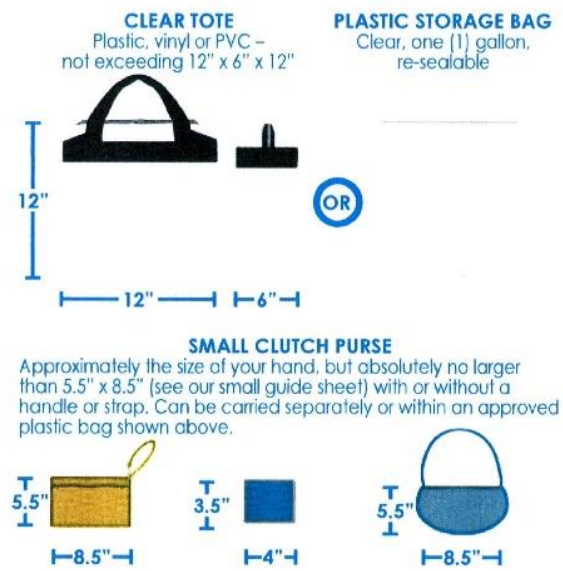 CLEAR TOTE
Plastic, vinyl or PVC –
not exceeding 12" x 6" x 12"
PLASTIC STORAGE BAG
Clear, one (1) gallon,
re-sealable
12"
OR
12"
6"
SMALL CLUTCH PURSE
Approximately the size of your hand, but absolutely no larger
than 5.5" x 8.5" (see our small guide sheet) with or without a
handle or strap. Can be carried separately or within an approved
plastic bag shown above.
5.5"
3.5"
5.5"
8.5"
4"
8.5"